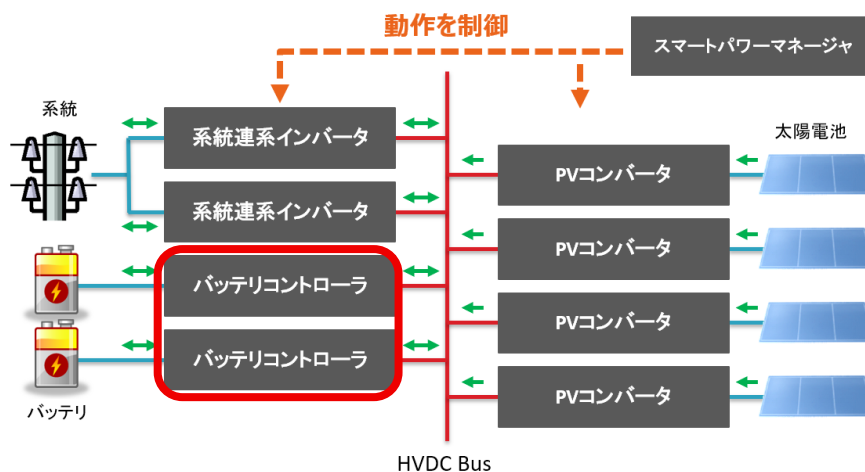 動作を制御
スマートパワーマネージャ
系統
系統連系インバータ
太陽電池
PVコンバータ
系統連系インバータ
PVコンバータ
バッテリコントローラ
PVコンバータ
バッテリコントローラ
PVコンバータ
バッテリ
HVDC Bus